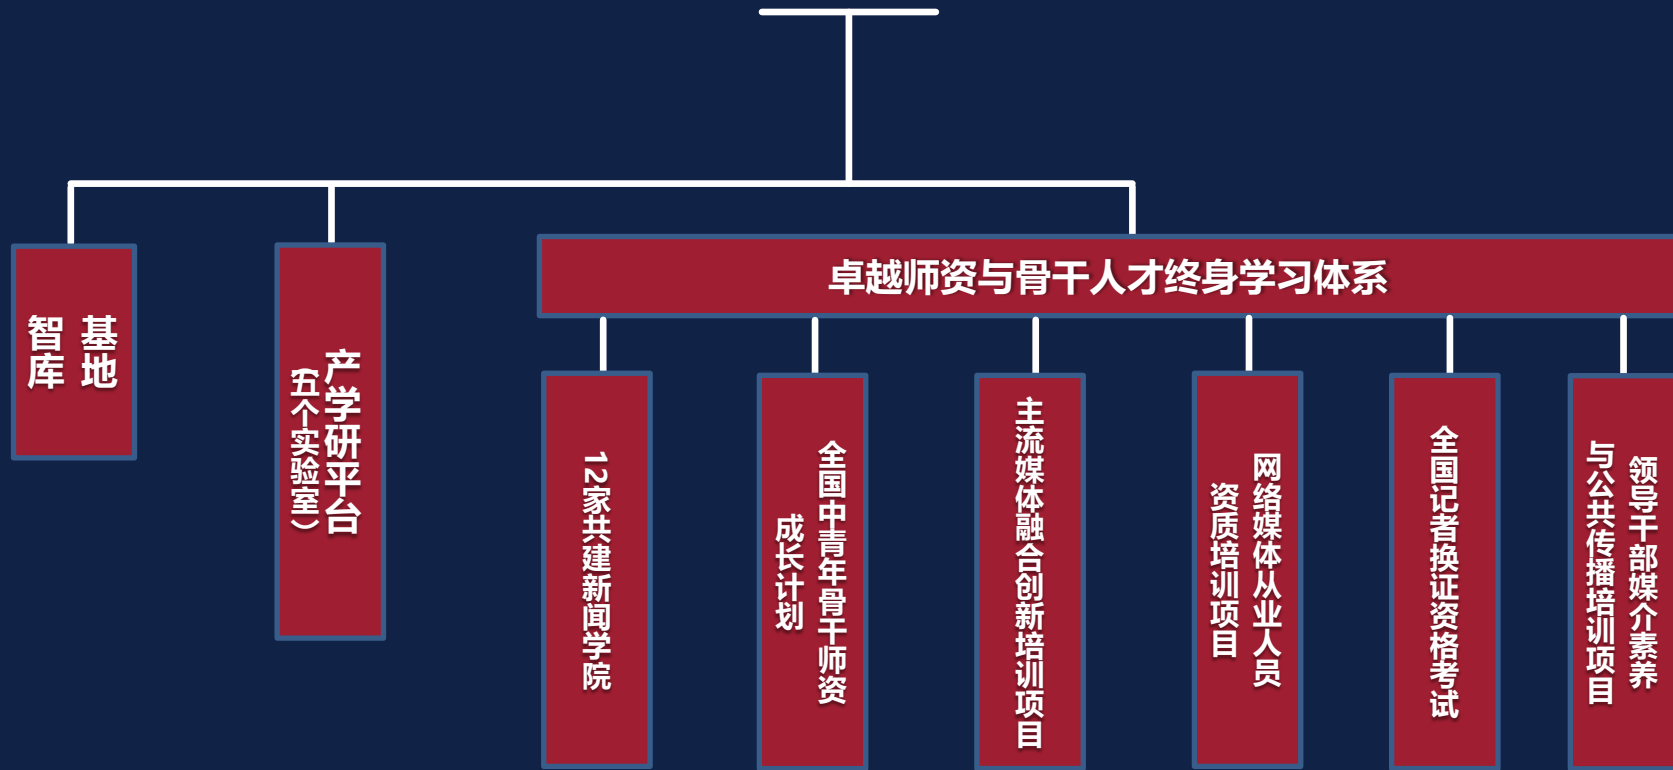 卓越师资与骨干人才终身学习体系
基地
智库
产学研平台
（五个实验室）
12家共建新闻学院
全国中青年骨干师资
成长计划
主流媒体融合创新培训项目
网络媒体从业人员
资质培训项目
全国记者换证资格考试
领导干部媒介素养
与公共传播培训项目